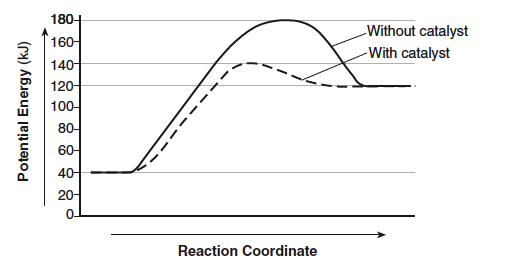 180
160
140
120
100
80
60
40
20
0
Potential Energy (kJ)
Without catalyst
With catalyst
Reaction Coordinate